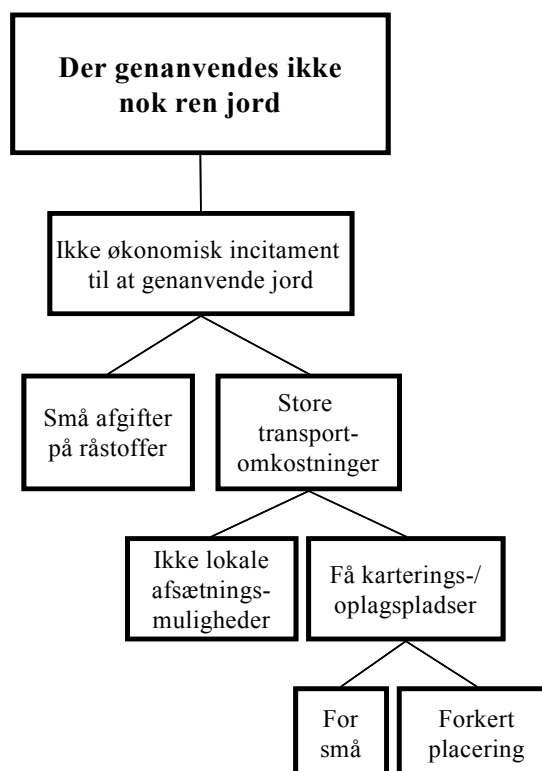 Der genanvendes ikke
nok ren jord
Ikke økonomisk incitament
til at genanvende jord
Små afgifter
på råstoffer
Store
transport-
omkostninger
Ikke lokale
afsætnings-
muligheder
Få karterings-/
oplagspladser
For
små
Forkert
placering